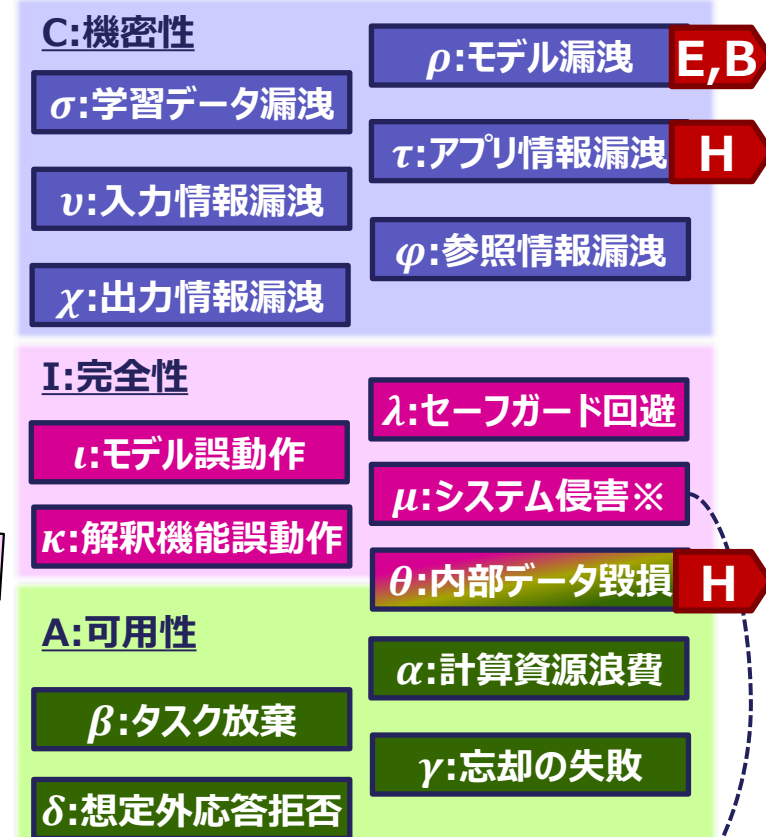 C:機密性
ρ:モデル漏洩
E,B
σ:学習データ漏洩
τ:アプリ情報漏洩
H
υ:入力情報漏洩
φ:参照情報漏洩
χ:出力情報漏洩
I:完全性
λ:セーフガード回避
ι:モデル誤動作
μ:システム侵害※
κ:解釈機能誤動作
θ:内部データ毀損
H
A:可用性
α:計算資源浪費
β:タスク放棄
γ:忘却の失敗
δ:想定外応答拒否